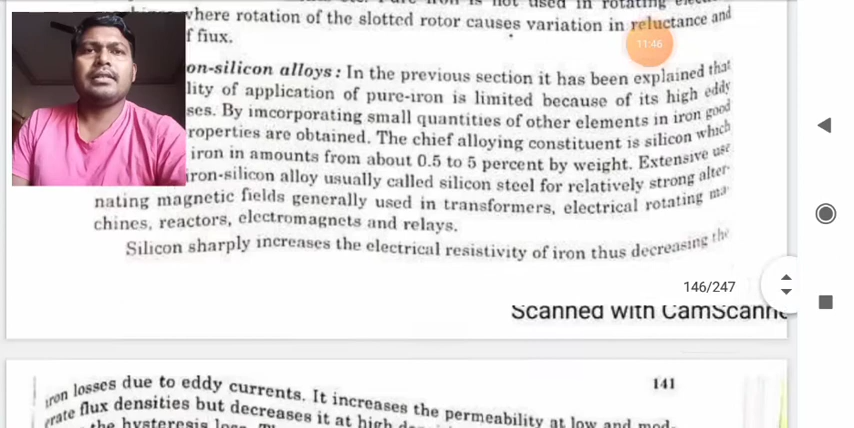 not used in rotating
where rotation of the slotted rotor causes variation in reluctance and
f flux.
11:46
on-silicon alloys: In the previous section it has been explained that
lity of application of pure-iron is limited because of its high eddy
ses. By imcorporating small quantities of other elements in iron good
roperties are obtained. The chief alloying constituent is silicon which
iron in amounts from about 0.5 to 5 percent by weight. Extensive use
iron-silicon alloy usually called silicon steel for relatively strong alter-
nating magnetic fields generally used in transformers, electrical rotating ma-
chines, reactors, electromagnets and relays.
Silicon sharply increases the electrical resistivity of iron thus decreasing the
146/247
Scanned with CamScanne
141
iron losses due to eddy currents. It increases the permeability at low and mod-
erate flux densities but decreases it at high
the hysteresis loss